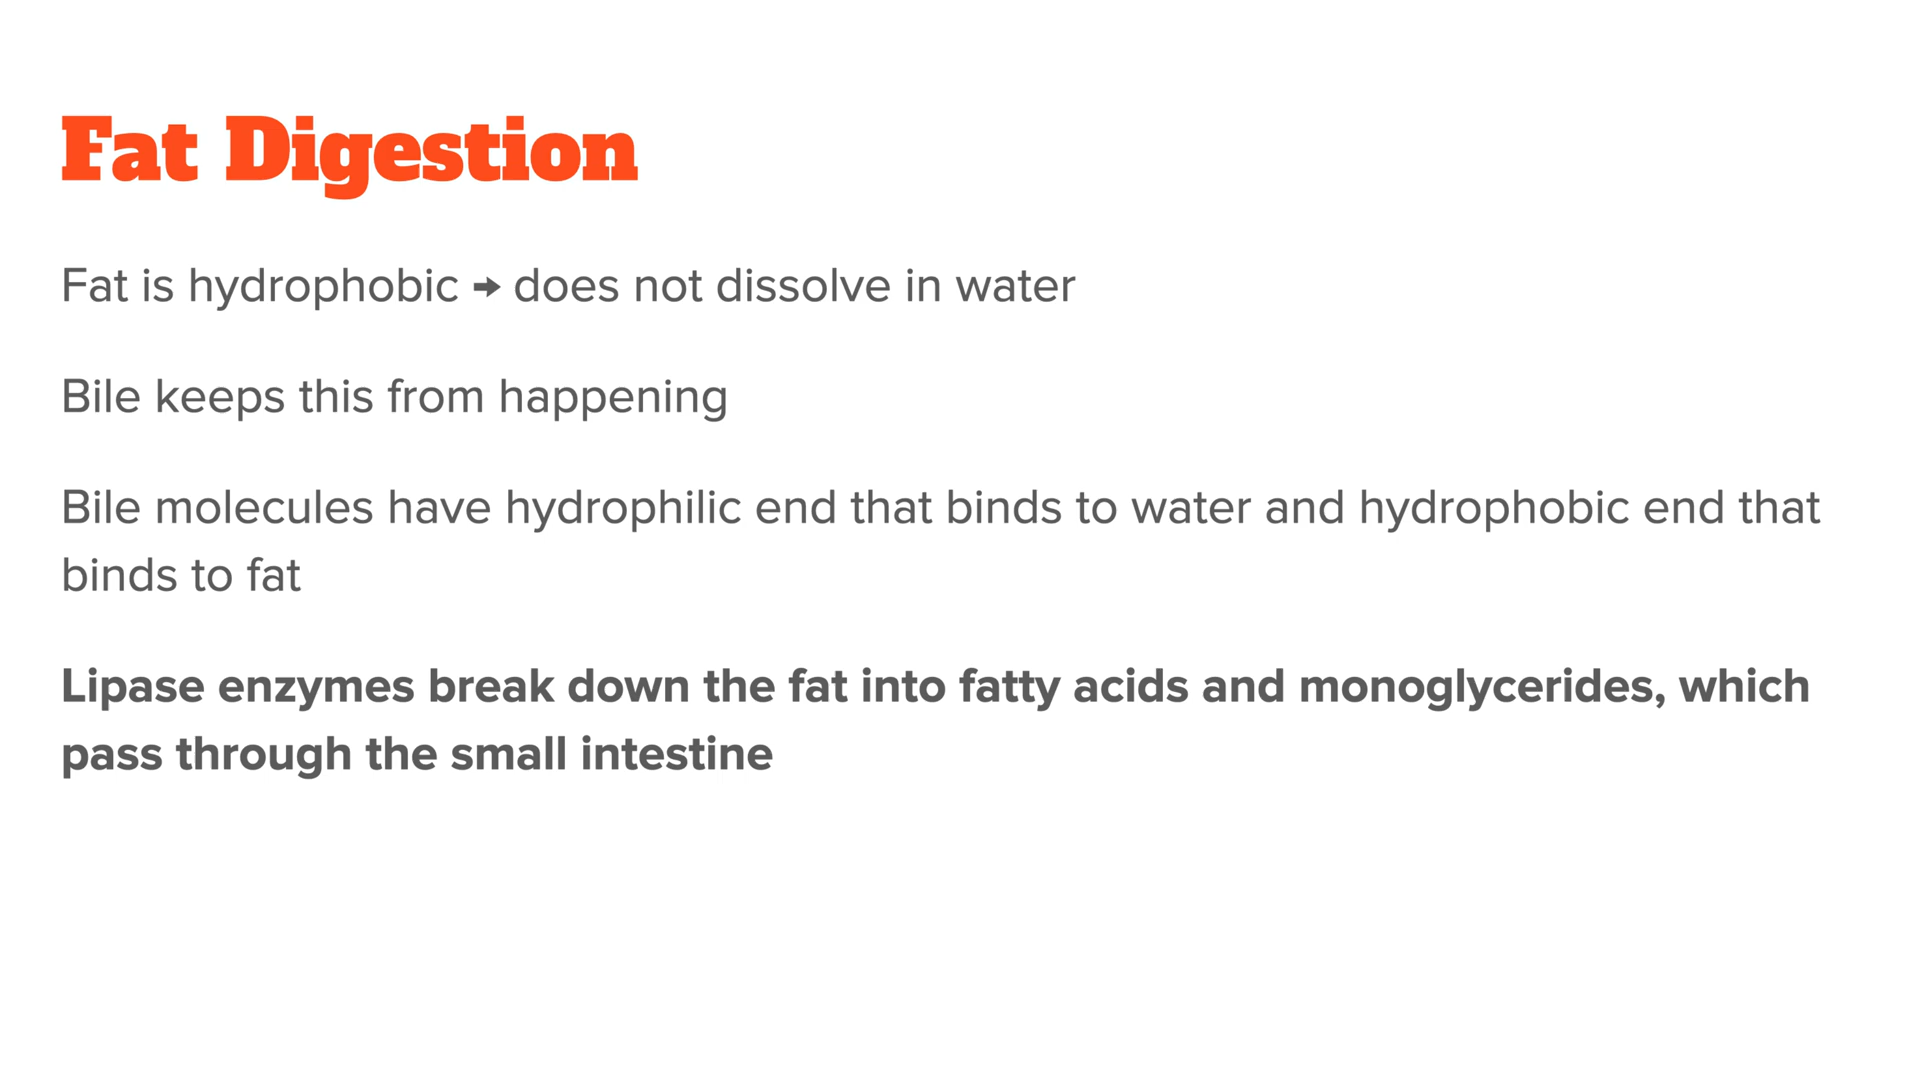 Fat Digestion
Fat is hydrophobic → does not dissolve in water
Bile keeps this from happening
Bile molecules have hydrophilic end that binds to water and hydrophobic end that
binds to fat
Lipase enzymes break down the fat into fatty acids and monoglycerides, which
pass through the small intestine